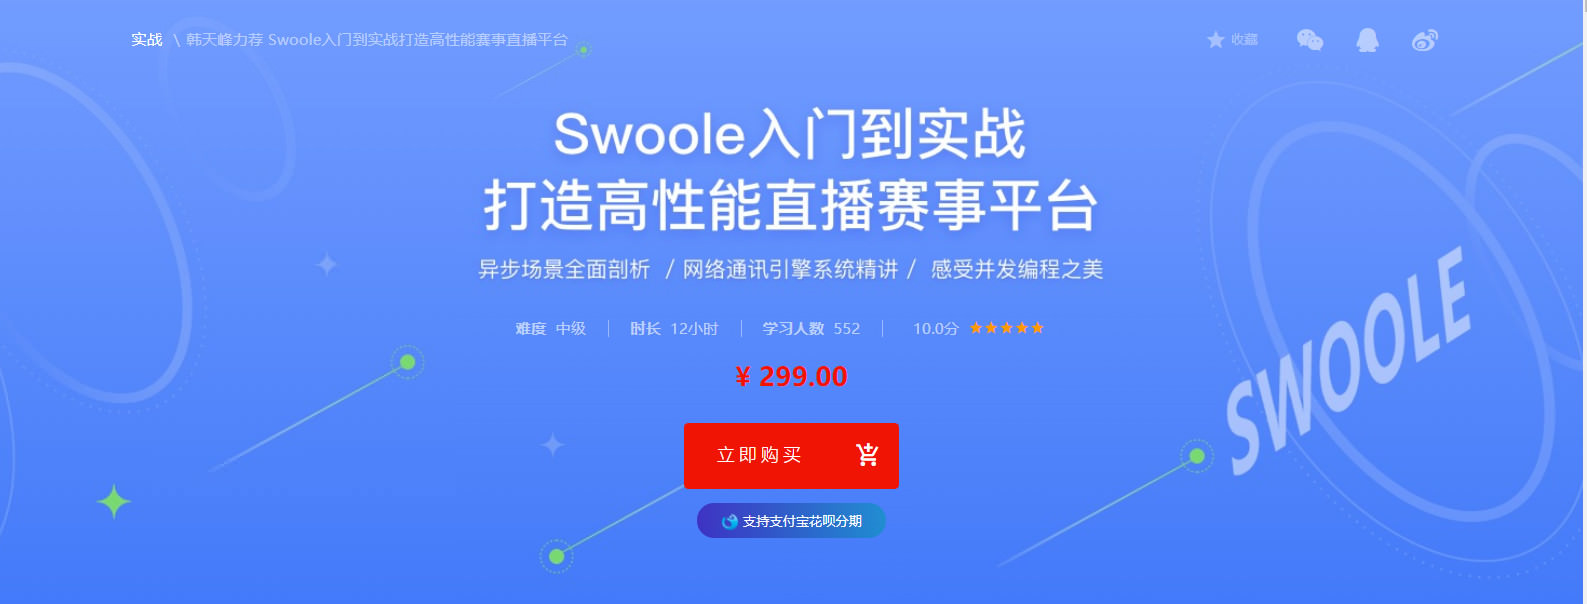 实战 \ 韩天峰力荐 Swoole入门到实战打造高性能赛事直播平台
收藏
Swoole入门到实战
打造高性能直播赛事平台
异步场景全面剖析 / 网络通讯引擎系统精讲 / 感受并发编程之美
难度 中级 时长 12小时 学习人数 552 10.0分
¥ 299.00
SWOOLE
立即购买
支持支付宝花呗分期